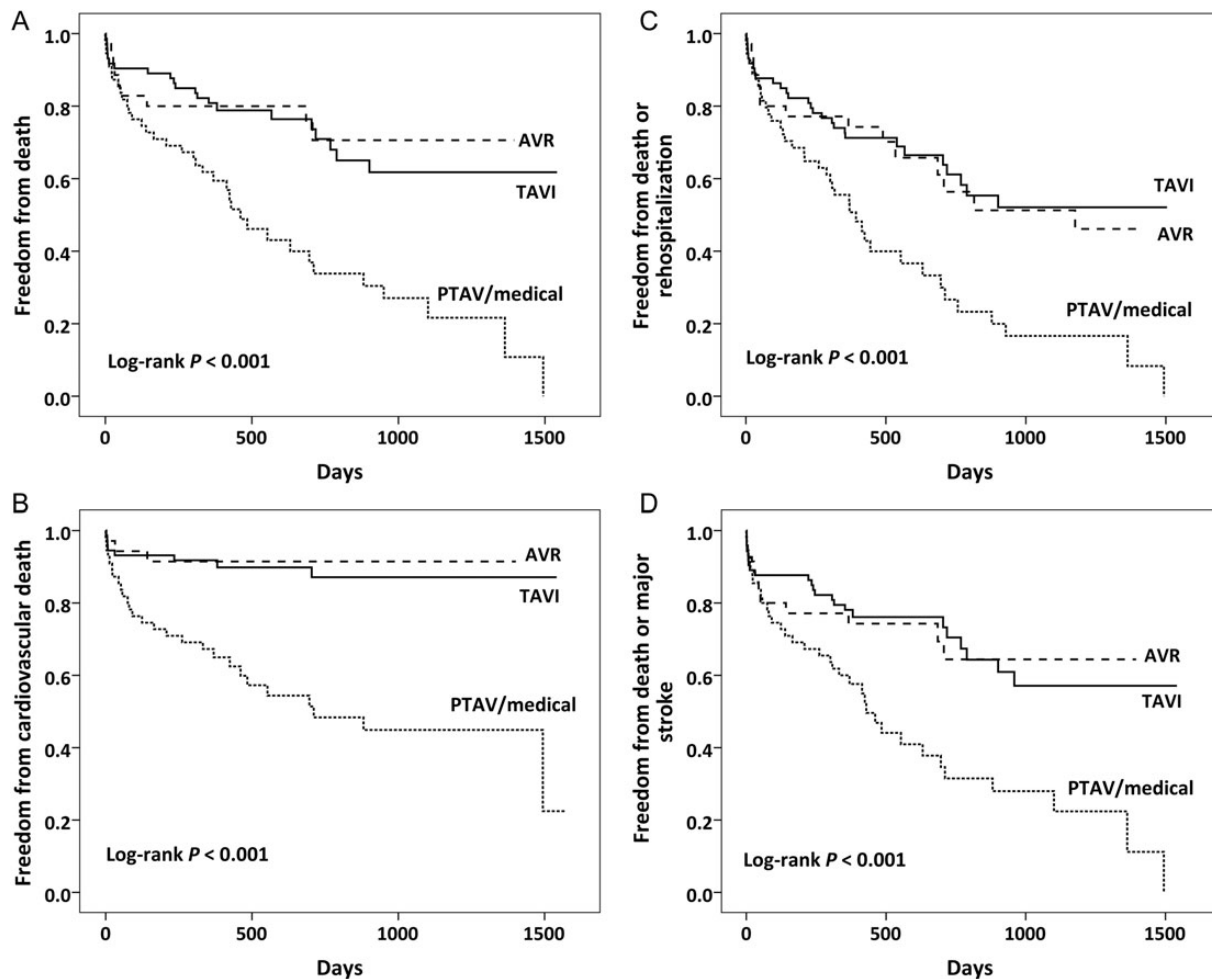 A
Freedom from death
1.0
0.8
0.6
0.4
0.2
0.0
AVR
TAVI
PTAV/medical
Log-rank P < 0.001
0 500 1000 1500
Days
C
Freedom from death or
rehospitalization
1.0
0.8
0.6
0.4
0.2
0.0
TAVI
AVR
PTAV/medical
Log-rank P < 0.001
0 500 1000 1500
Days
B
Freedom from cardiovascular death
1.0
0.8
0.6
0.4
0.2
0.0
AVR
TAVI
PTAV/medical
Log-rank P < 0.001
0 500 1000 1500
Days
D
Freedom from death or major
stroke
1.0
0.8
0.6
0.4
0.2
0.0
AVR
TAVI
PTAV/medical
Log-rank P < 0.001
0 500 1000 1500
Days